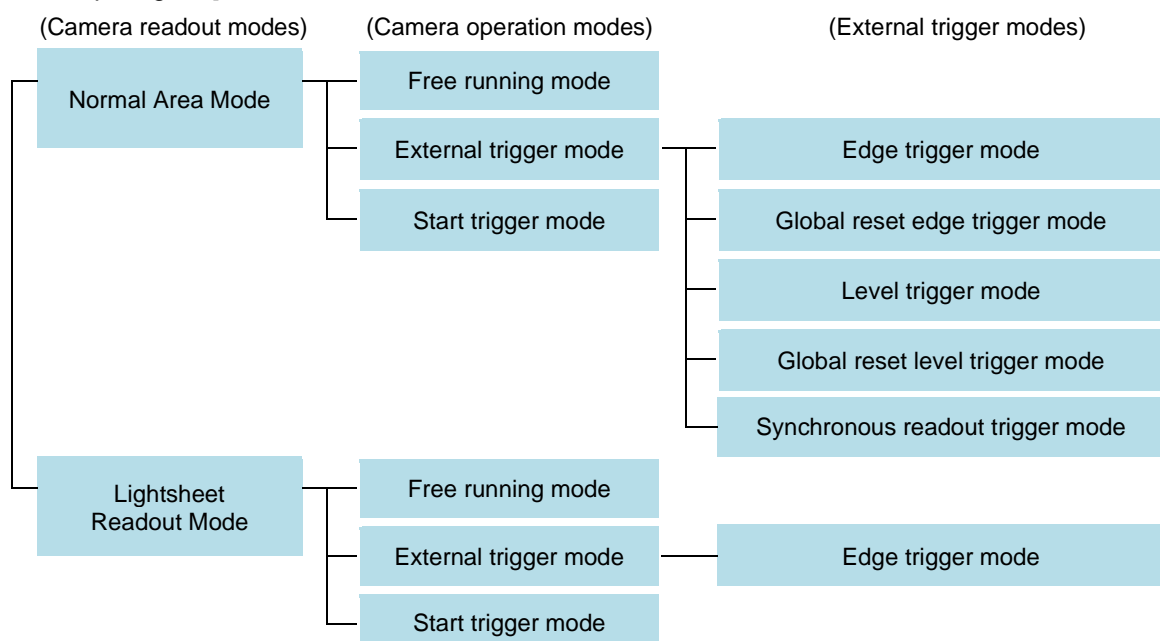 (Camera readout modes) (Camera operation modes) (External trigger modes)
Normal Area Mode
Free running mode
External trigger mode
Start trigger mode
Edge trigger mode
Global reset edge trigger mode
Level trigger mode
Global reset level trigger mode
Synchronous readout trigger mode
Lightsheet
Readout Mode
Free running mode
External trigger mode
Start trigger mode
Edge trigger mode